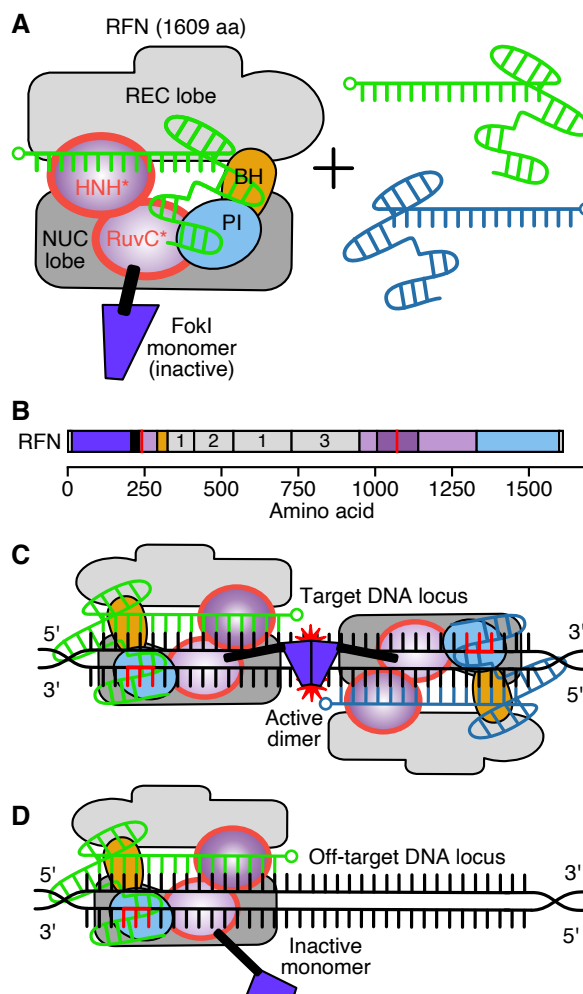 A
RFN (1609 aa)
REC lobe
HNH*
BH
PI
RuvC*
NUC
lobe
FokI
monomer
(inactive)
B
RFN
1 2 1 3
0 250 500 750 1000 1250 1500
Amino acid
C
Target DNA locus
5' 3'
3' 5'
Active
dimer
D
Off-target DNA locus
5' 3'
3' 5'
Inactive
monomer